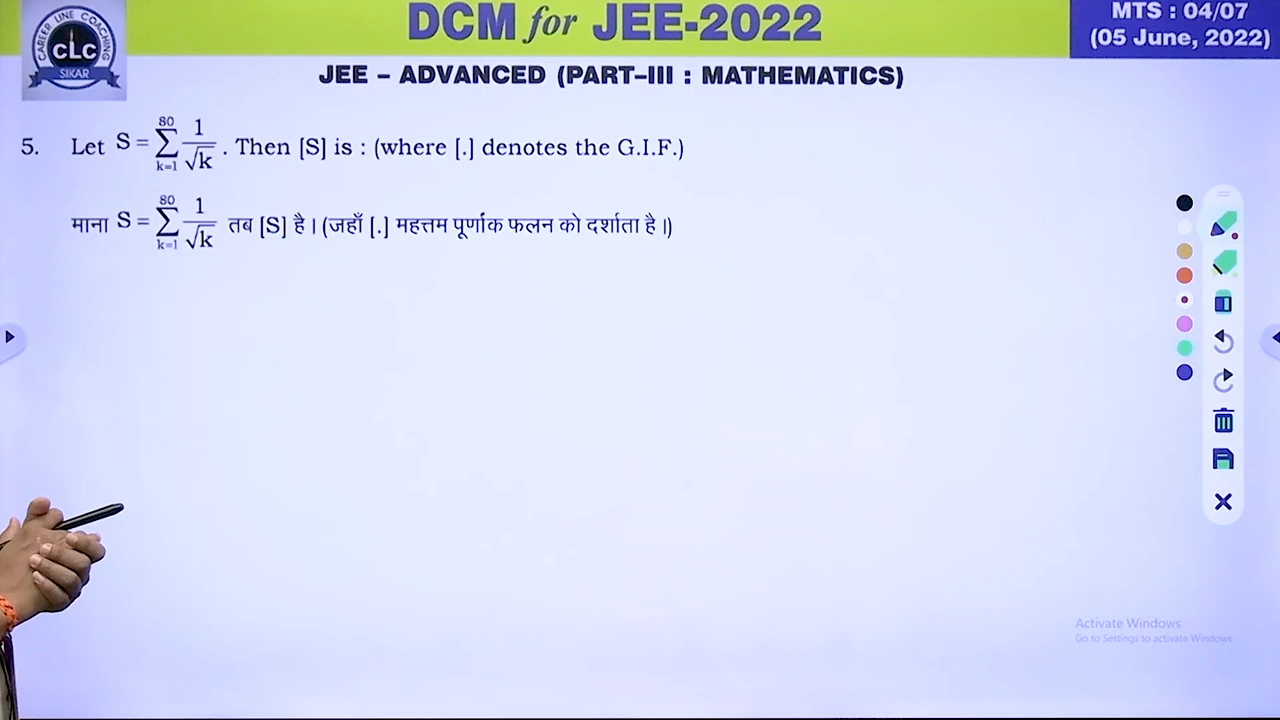 DCM for JEE-2022
MTS : 04/07
(05 June, 2022)
CAREER LINE COACHING
CLC
SIKAR
JEE – ADVANCED (PART–III : MATHEMATICS)
5. Let S = ∑_{k=1}^{80} 1/√k . Then [S] is : (where [.] denotes the G.I.F.)
माना S = ∑_{k=1}^{80} 1/√k तब [S] है। (जहाँ [.] महत्तम पूर्णांक फलन को दर्शाता है।)
Activate Windows
Go to Settings to activate Windows.